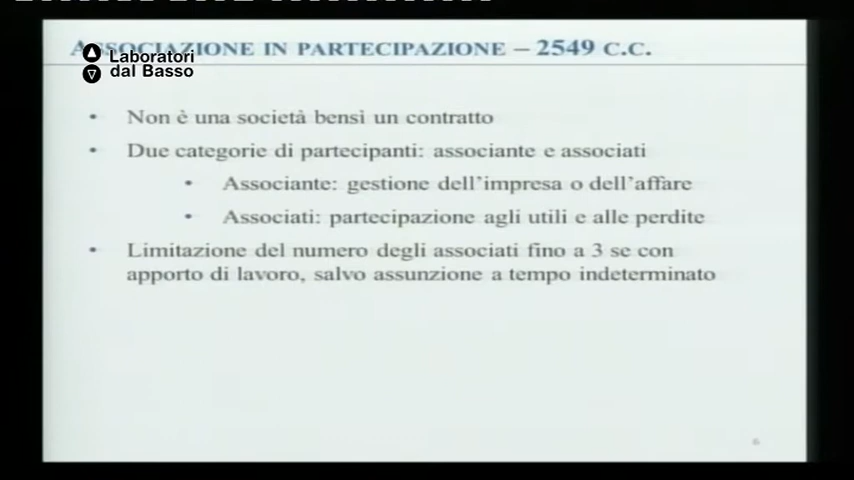 ASSOCIAZIONE IN PARTECIPAZIONE – 2549 C.C.
Laboratori
dal Basso
• Non è una società bensì un contratto
• Due categorie di partecipanti: associante e associati
• Associante: gestione dell'impresa o dell'affare
• Associati: partecipazione agli utili e alle perdite
• Limitazione del numero degli associati fino a 3 se con
apporto di lavoro, salvo assunzione a tempo indeterminato